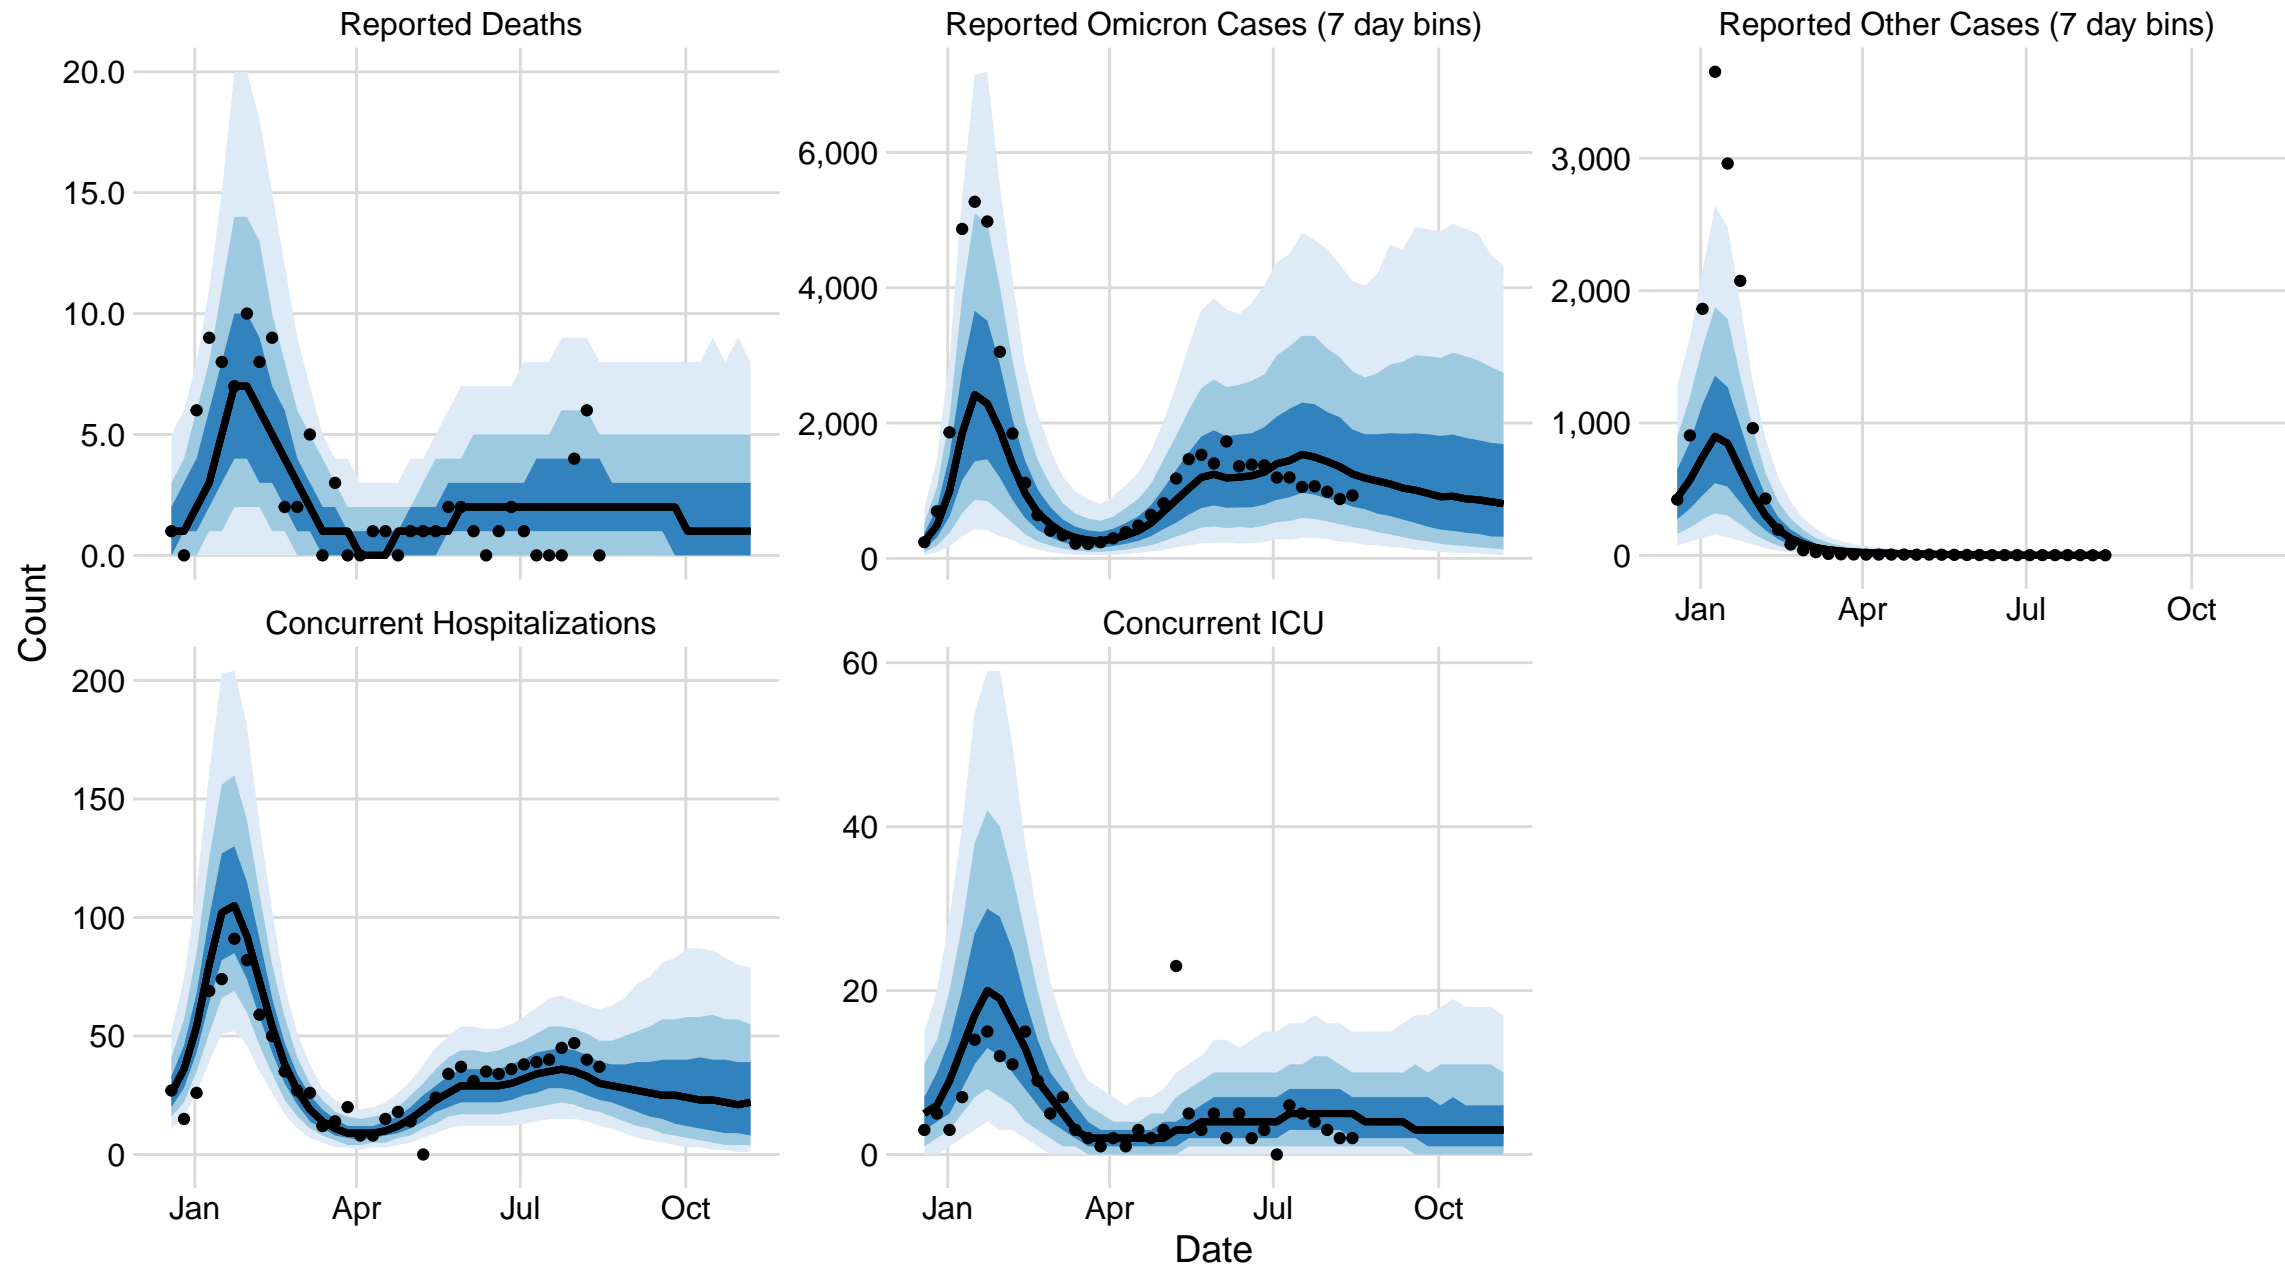 Reported Deaths
Reported Omicron Cases (7 day bins)
Reported Other Cases (7 day bins)
20.0
15.0
10.0
5.0
0.0
6,000
4,000
2,000
0
3,000
2,000
1,000
0
Jan Apr Jul Oct
Count
Concurrent Hospitalizations
Concurrent ICU
200
150
100
50
0
60
40
20
0
Jan Apr Jul Oct
Jan Apr Jul Oct
Date